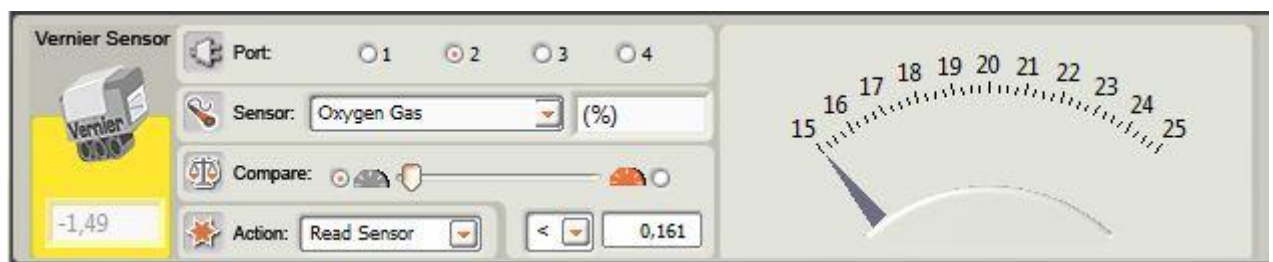 Vernier Sensor
Vernier
-1,49
Port: 1 2 3 4
Sensor: Oxygen Gas (%)
Compare:
Action: Read Sensor < 0,161
15 16 17 18 19 20 21 22 23 24 25